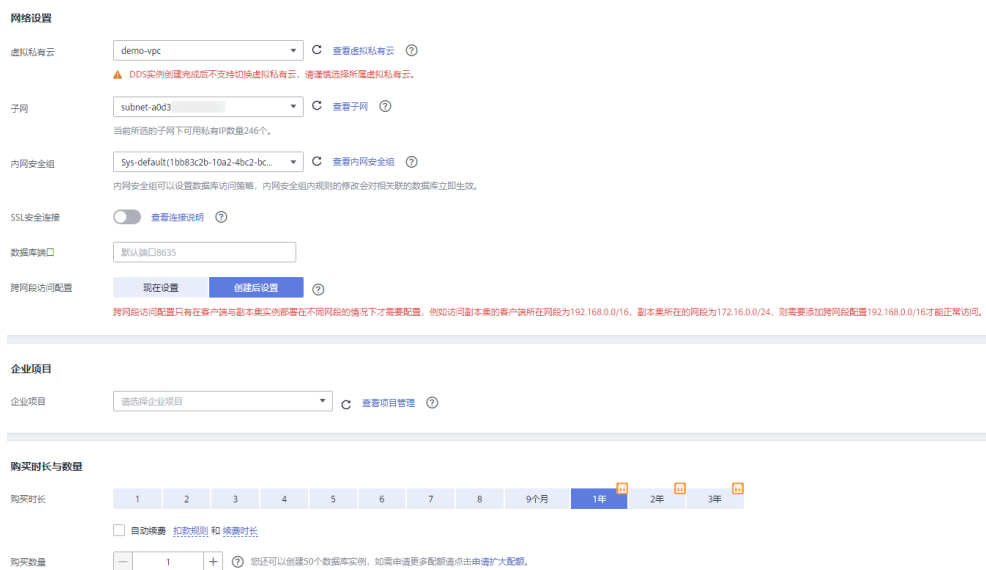 网络设置
虚拟私有云 demo-vpc 查看虚拟私有云
DDS实例创建完成后不支持切换虚拟私有云，请谨慎选择所属虚拟私有云。
子网 subnet-a0d3 查看子网
当前所选的子网下可用私有IP数量246个。
内网安全组 Sys-default(1bb83c2b-10a2-4bc2-bc... 查看内网安全组
内网安全组可以设置数据库访问策略，内网安全组内规则的修改会对相关联的数据库立即生效。
SSL安全连接 查看连接说明
数据库端口 默认端口8635
跨网段访问配置 现在设置 创建后设置
跨网段访问配置只有在客户端与副本集实例部署在不同网段的情况下才需要配置，例如访问副本集的客户端所在网段为192.168.0.0/16，副本集所在的网段为172.16.0.0/24，则需要添加跨网段配置192.168.0.0/16才能正常访问。
企业项目
企业项目 请选择企业项目 查看项目管理
购买时长与数量
购买时长 1 2 3 4 5 6 7 8 9个月 1年 2年 3年
自动续费 扣款规则 和 续费时长
购买数量 1 您还可以创建50个数据库实例，如需申请更多配额请点击申请扩大配额。